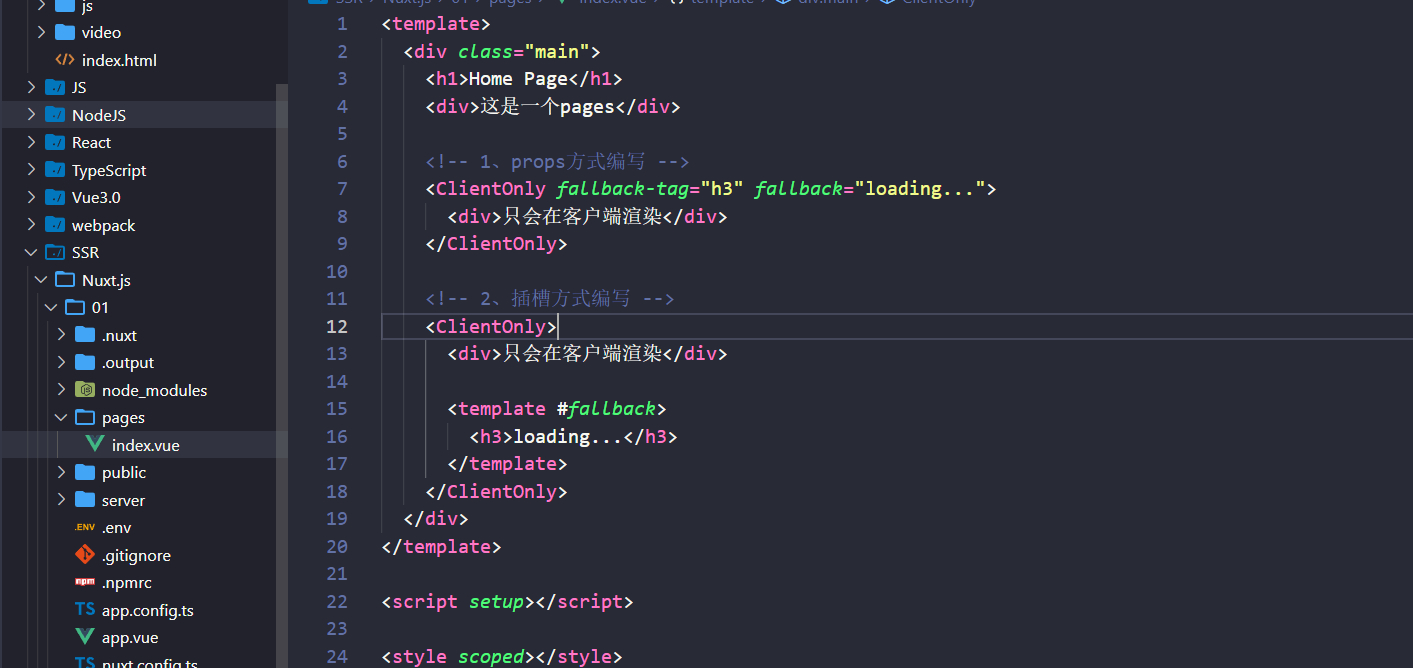 js
video
index.html
JS
NodeJS
React
TypeScript
Vue3.0
webpack
SSR
Nuxt.js
01
.nuxt
.output
node_modules
pages
index.vue
public
server
.ENV .env
.gitignore
npm .npmrc
TS app.config.ts
app.vue
TS nuxt.config.ts
SSR > Nuxt.js > 01 > pages > index.vue > {} template > div.main > ClientOnly
1 <template>
2 <div class="main">
3 <h1>Home Page</h1>
4 <div>这是一个pages</div>
5
6 <!-- 1、props方式编写 -->
7 <ClientOnly fallback-tag="h3" fallback="loading...">
8 <div>只会在客户端渲染</div>
9 </ClientOnly>
10
11 <!-- 2、插槽方式编写 -->
12 <ClientOnly>
13 <div>只会在客户端渲染</div>
14
15 <template #fallback>
16 <h3>loading...</h3>
17 </template>
18 </ClientOnly>
19 </div>
20 </template>
21
22 <script setup></script>
23
24 <style scoped></style>